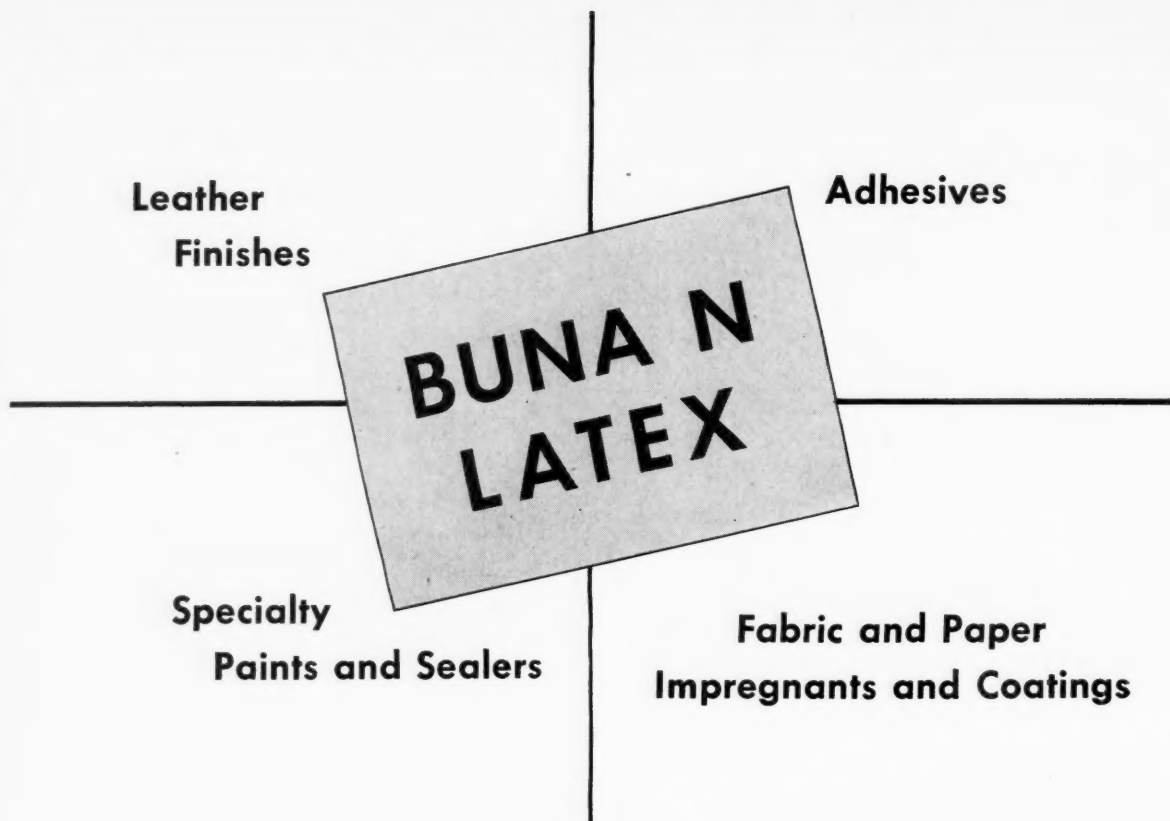 Leather
Finishes
Adhesives
BUNA N
LATEX
Specialty
Paints and Sealers
Fabric and Paper
Impregnants and Coatings